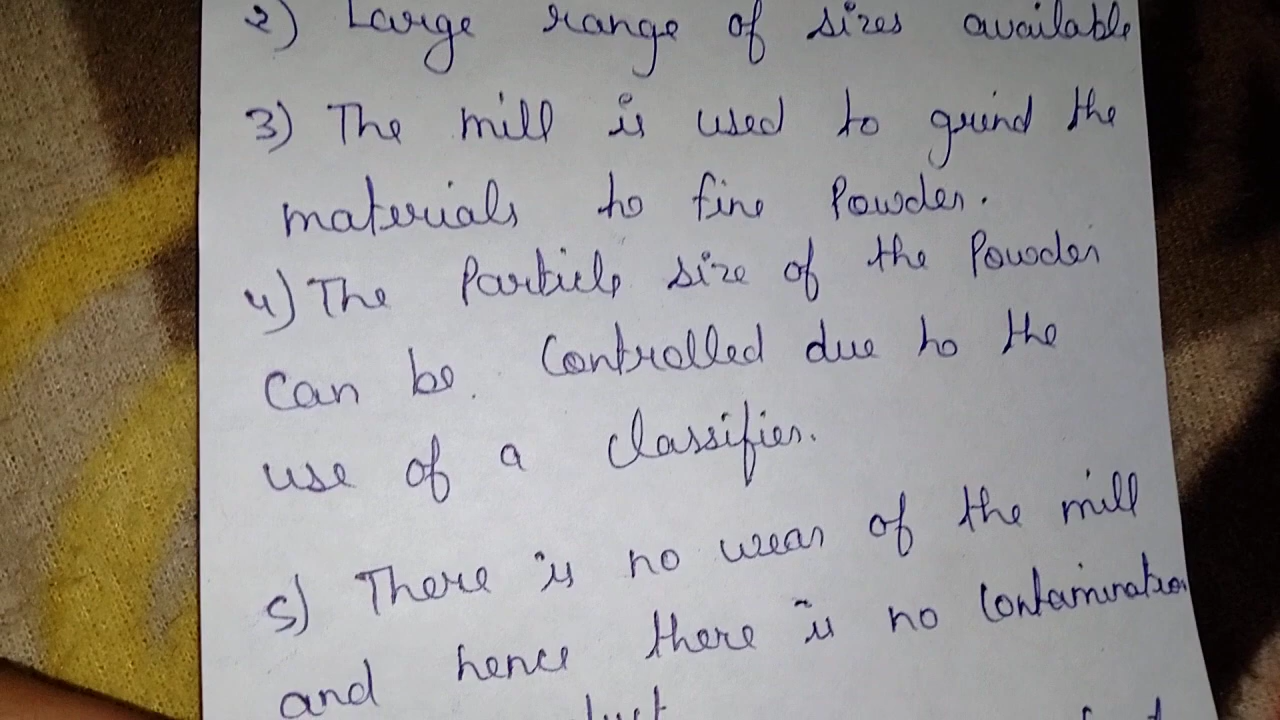 2) Large range of sizes available
3) The mill is used to grind the
materials to fine Powder.
4) The Particle size of the Powder
can be controlled due to the
use of a classifier.
5) There is no wear of the mill
and hence there is no contamination